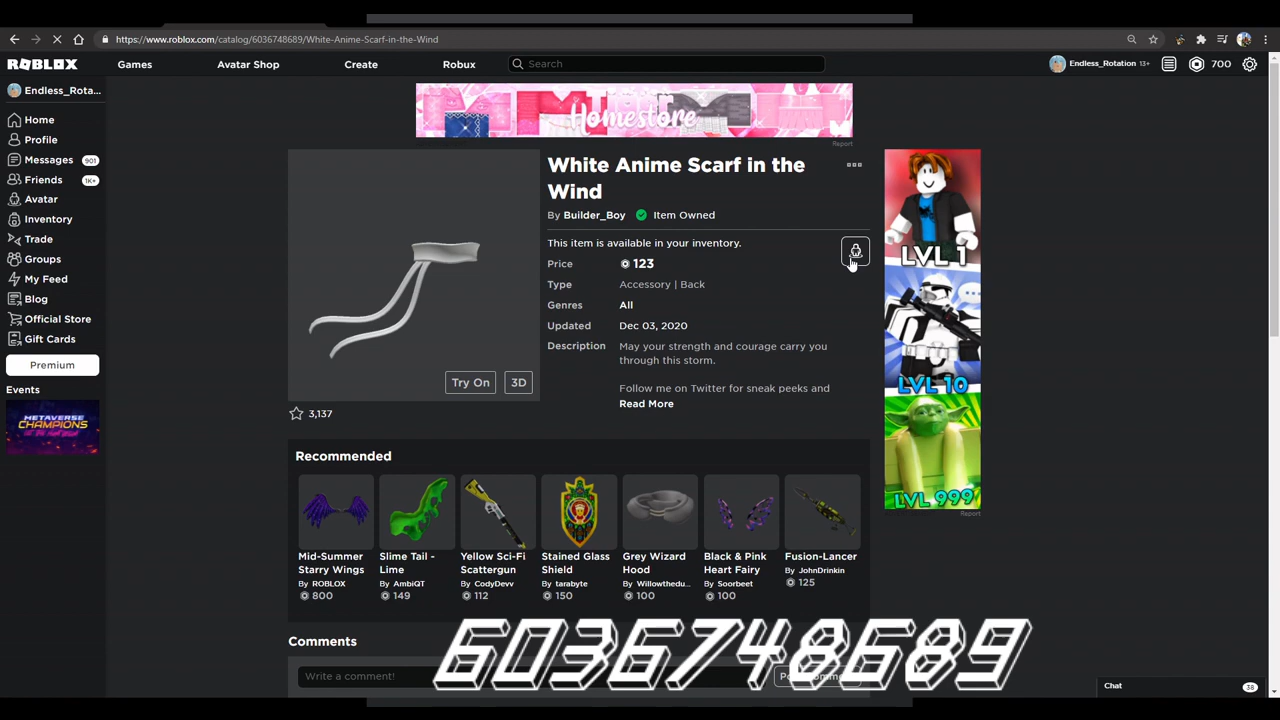 https://www.roblox.com/catalog/6036748689/White-Anime-Scarf-in-the-Wind
ROBLOX
Games
Avatar Shop
Create
Robux
Search
Endless_Rotation 13+
700
Endless_Rota...
Home
Profile
Messages 901
Friends 1K+
Avatar
Inventory
Trade
Groups
My Feed
Blog
Official Store
Gift Cards
Premium
Events
METAVERSE
CHAMPIONS
Homestore
Report
White Anime Scarf in the
Wind
By Builder_Boy Item Owned
This item is available in your inventory.
Price 123
Type Accessory | Back
Genres All
Updated Dec 03, 2020
Description May your strength and courage carry you
through this storm.
Follow me on Twitter for sneak peeks and
Read More
Try On
3D
3,137
LVL 1
LVL 10
LVL 999
Report
Recommended
Mid-Summer
Starry Wings
By ROBLOX
800
Slime Tail -
Lime
By AmbiQT
149
Yellow Sci-Fi
Scattergun
By CodyDevv
112
Stained Glass
Shield
By tarabyte
150
Grey Wizard
Hood
By Willowthedu...
100
Black & Pink
Heart Fairy
By Soorbeet
100
Fusion-Lancer
By JohnDrinkin
125
Comments
Write a comment!
6036748689
Chat
38